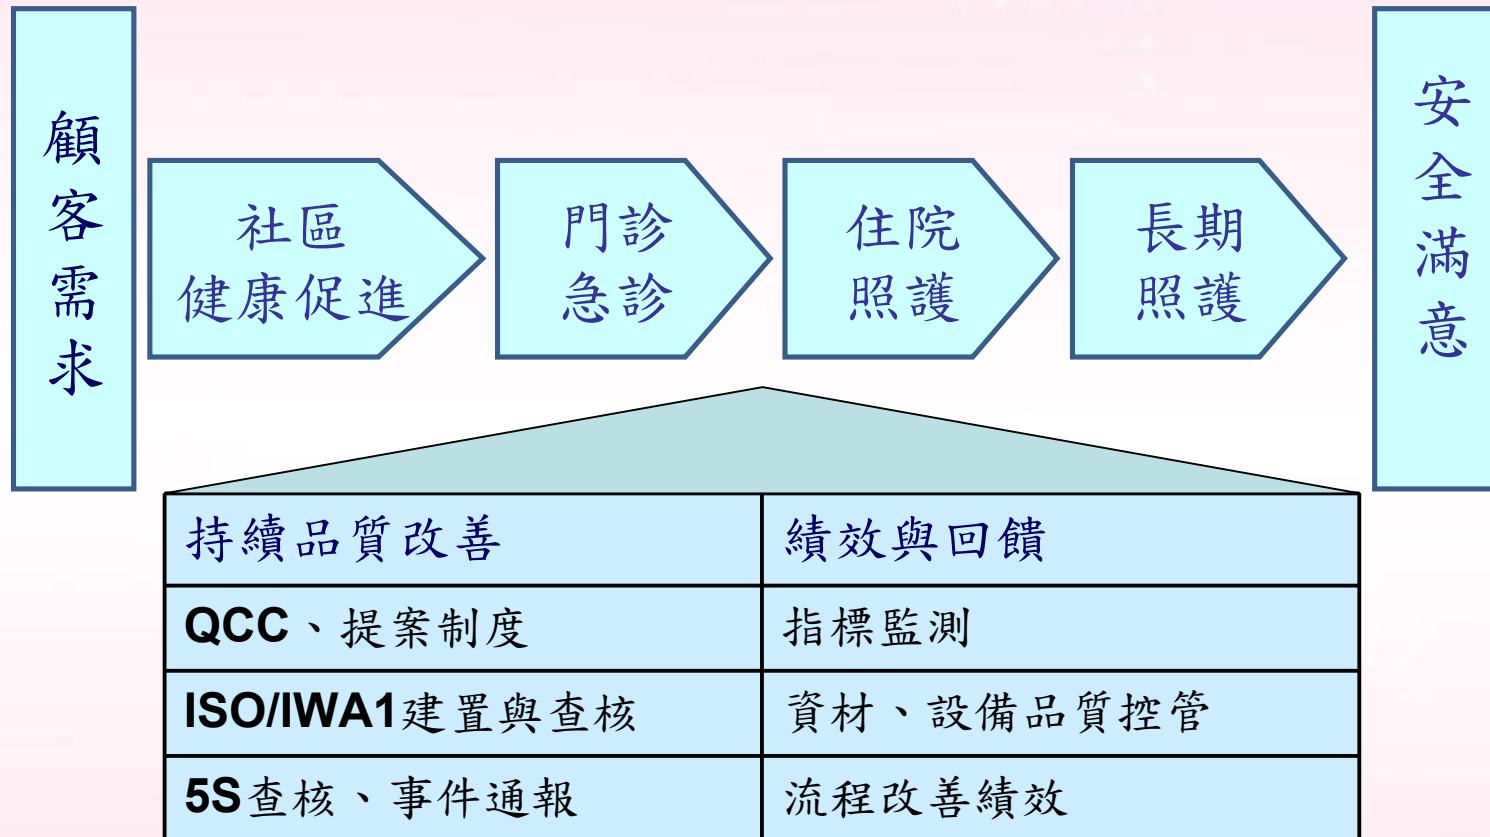 顧客需求
社區
健康促進
門診
急診
住院
照護
長期
照護
安全滿意
持續品質改善
績效與回饋
QCC、提案制度
指標監測
ISO/IWA1建置與查核
資材、設備品質控管
5S查核、事件通報
流程改善績效